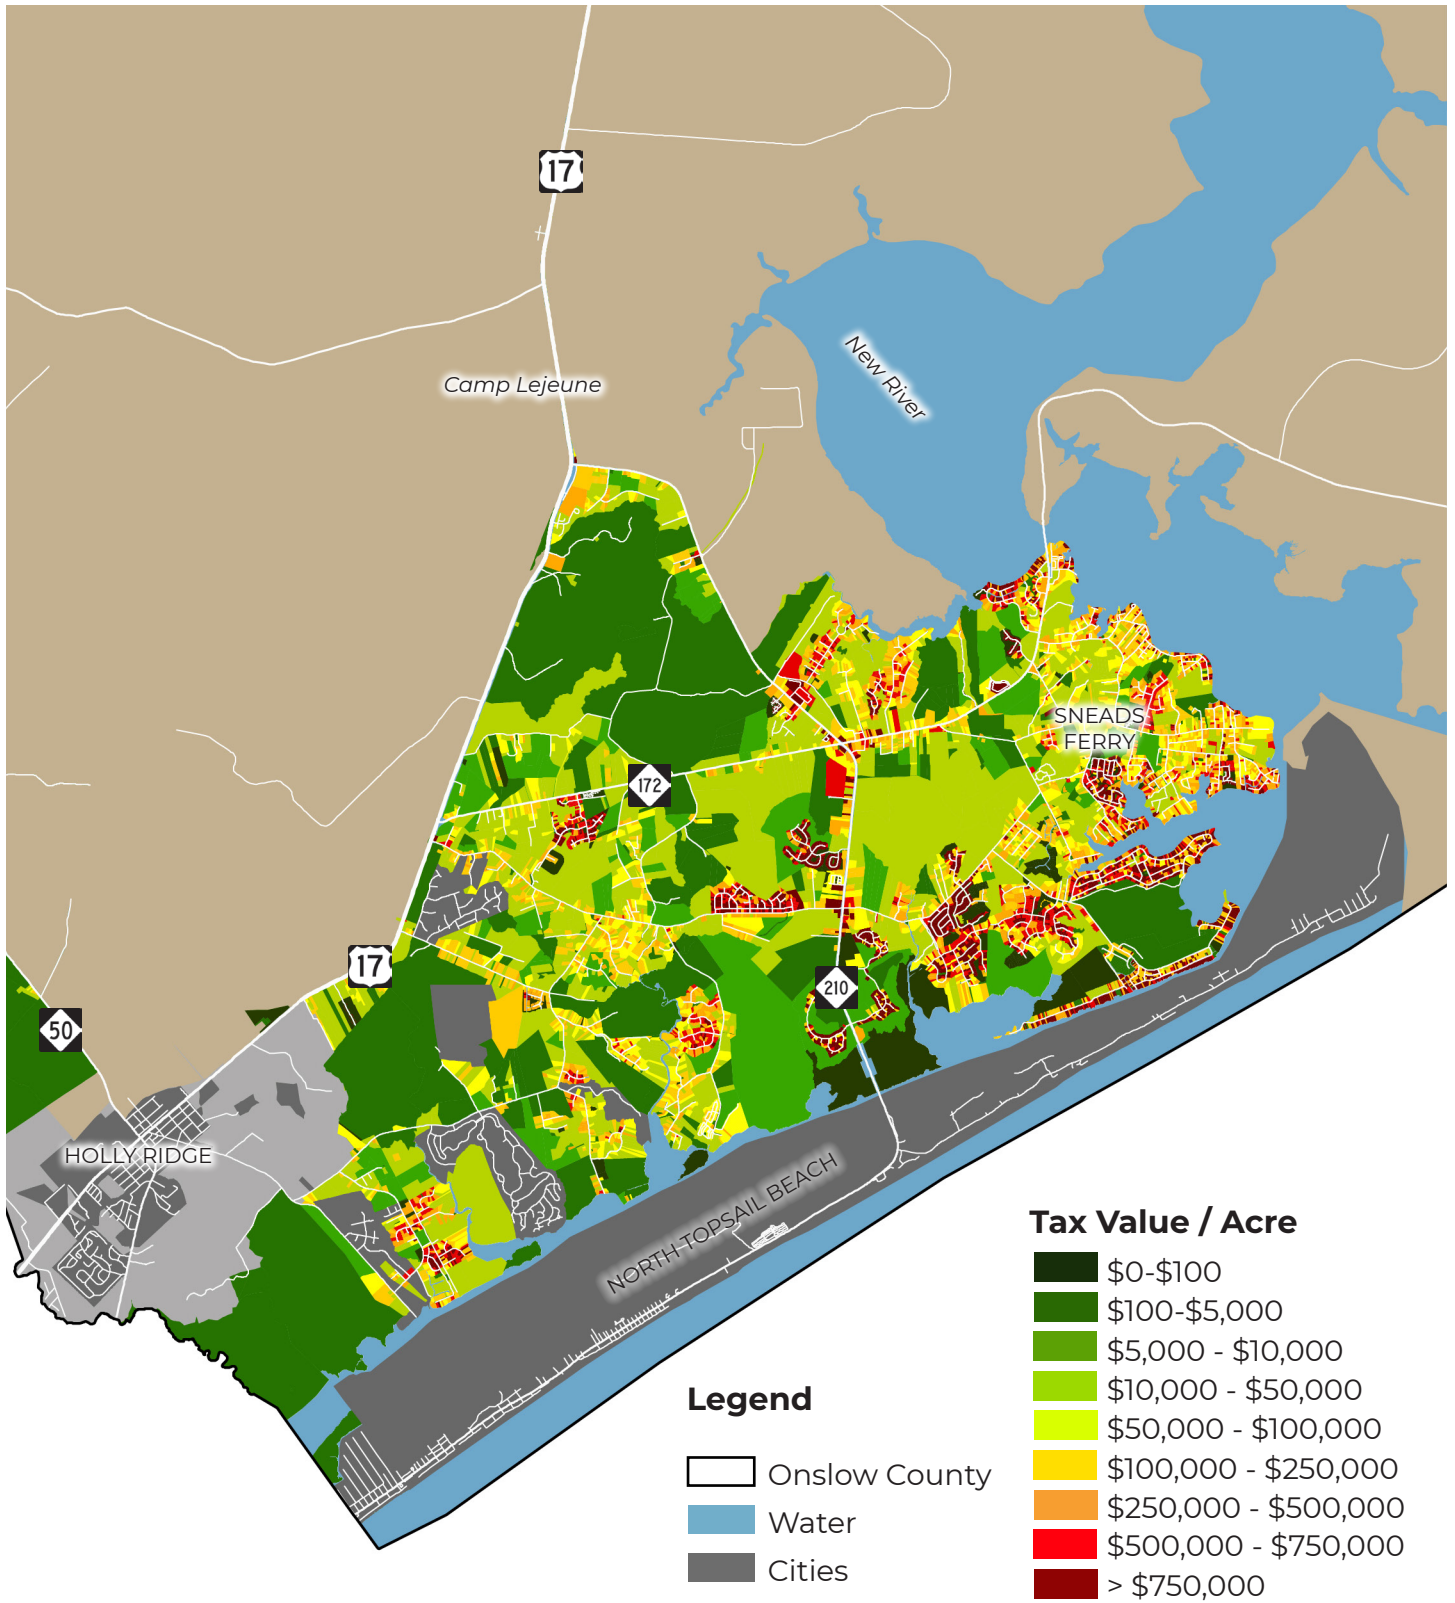 17
Camp Lejeune
New River
SNEADS
FERRY
172
17
210
50
HOLLY RIDGE
NORTH TOPSAIL BEACH
Tax Value / Acre
$0-$100
$100-$5,000
$5,000 - $10,000
$10,000 - $50,000
$50,000 - $100,000
$100,000 - $250,000
$250,000 - $500,000
$500,000 - $750,000
> $750,000
Legend
Onslow County
Water
Cities